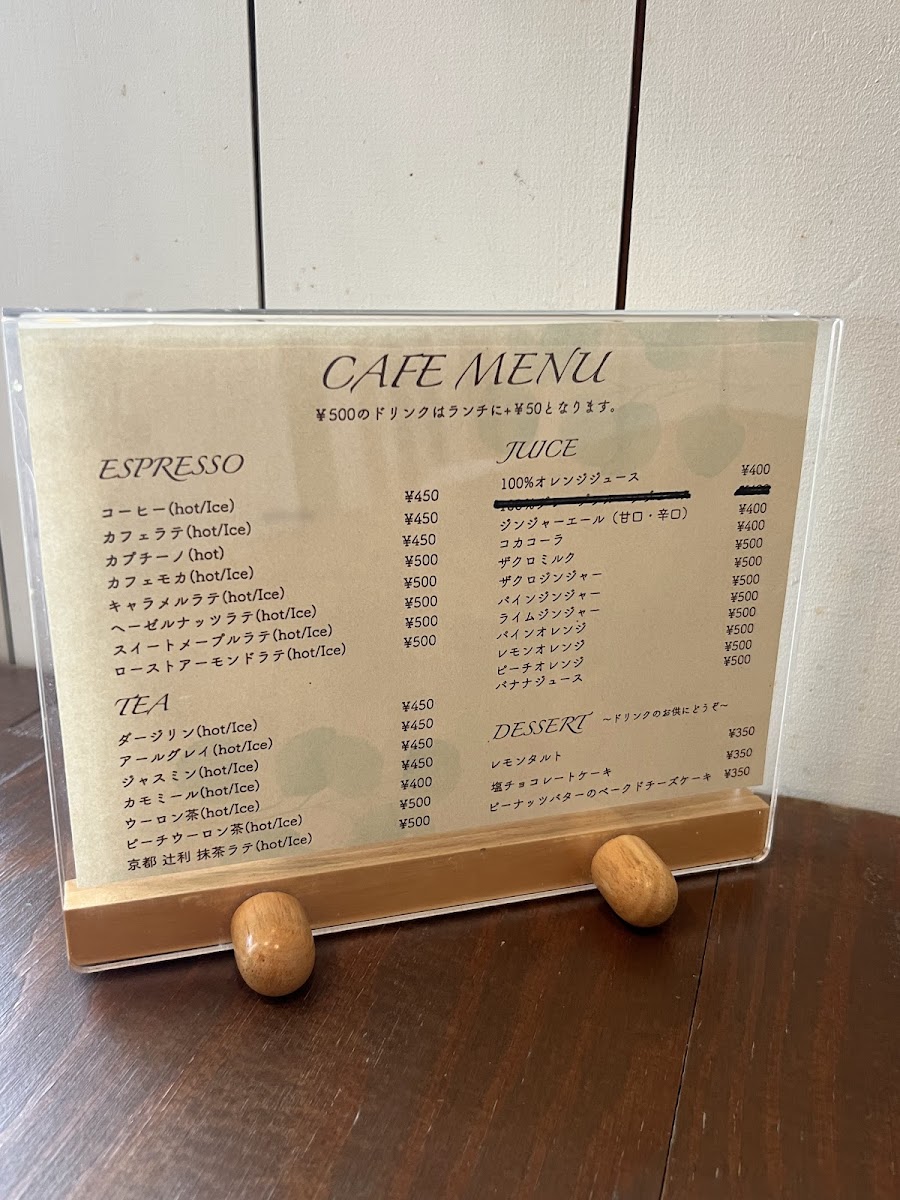 CAFE MENU
¥500のドリンクはランチに+¥50となります。
ESPRESSO
コーヒー(hot/Ice) ¥450
カフェラテ(hot/Ice) ¥450
カプチーノ(hot) ¥450
カフェモカ(hot/Ice) ¥500
キャラメルラテ(hot/Ice) ¥500
ヘーゼルナッツラテ(hot/Ice) ¥500
スイートメープルラテ(hot/Ice) ¥500
ローストアーモンドラテ(hot/Ice) ¥500
TEA
ダージリン(hot/Ice) ¥450
アールグレイ(hot/Ice) ¥450
ジャスミン(hot/Ice) ¥450
カモミール(hot/Ice) ¥450
ウーロン茶(hot/Ice) ¥400
ピーチウーロン茶(hot/Ice) ¥500
京都 辻利 抹茶ラテ(hot/Ice) ¥500
JUICE
100%オレンジジュース ¥400
ジンジャーエール（甘口・辛口） ¥400
コカコーラ ¥400
ザクロミルク ¥500
ザクロジンジャー ¥500
パインジンジャー ¥500
ライムジンジャー ¥500
パインオレンジ ¥500
レモンオレンジ ¥500
ピーチオレンジ ¥500
バナナジュース ¥500
DESSERT ～ドリンクのお供にどうぞ～
レモンタルト ¥350
塩チョコレートケーキ ¥350
ピーナッツバターのベークドチーズケーキ ¥350